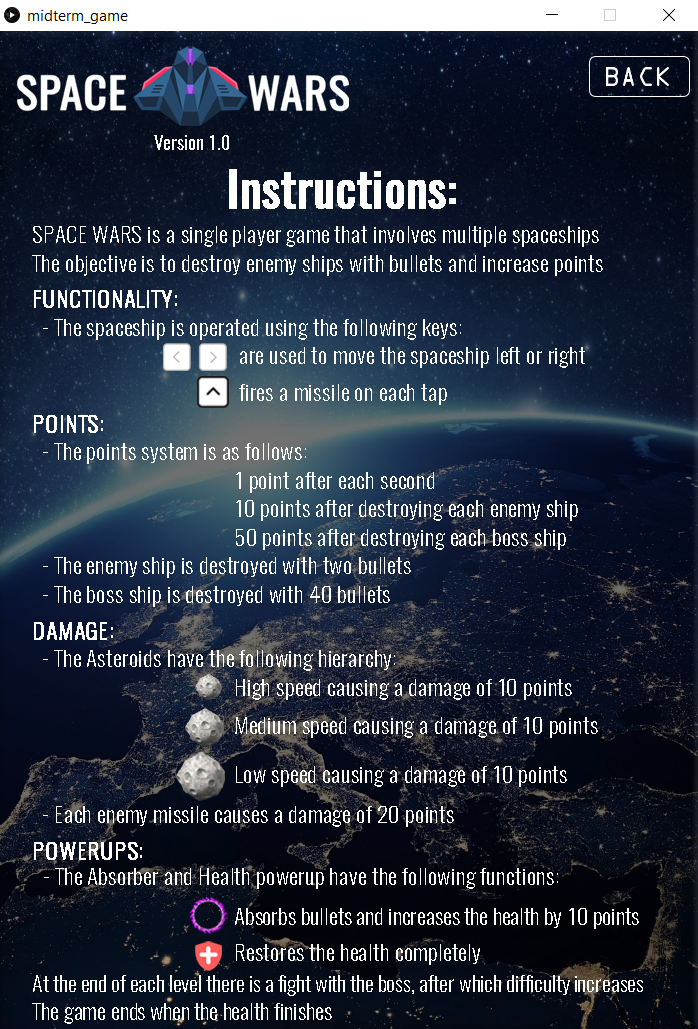 midterm_game
SPACE WARS
BACK
Version 1.0
Instructions:
SPACE WARS is a single player game that involves multiple spaceships
The objective is to destroy enemy ships with bullets and increase points
FUNCTIONALITY:
- The spaceship is operated using the following keys:
are used to move the spaceship left or right
fires a missile on each tap
POINTS:
- The points system is as follows:
1 point after each second
10 points after destroying each enemy ship
50 points after destroying each boss ship
- The enemy ship is destroyed with two bullets
- The boss ship is destroyed with 40 bullets
DAMAGE:
- The Asteroids have the following hierarchy:
High speed causing a damage of 10 points
Medium speed causing a damage of 10 points
Low speed causing a damage of 10 points
- Each enemy missile causes a damage of 20 points
POWERUPS:
- The Absorber and Health powerup have the following functions:
Absorbs bullets and increases the health by 10 points
Restores the health completely
At the end of each level there is a fight with the boss, after which difficulty increases
The game ends when the health finishes